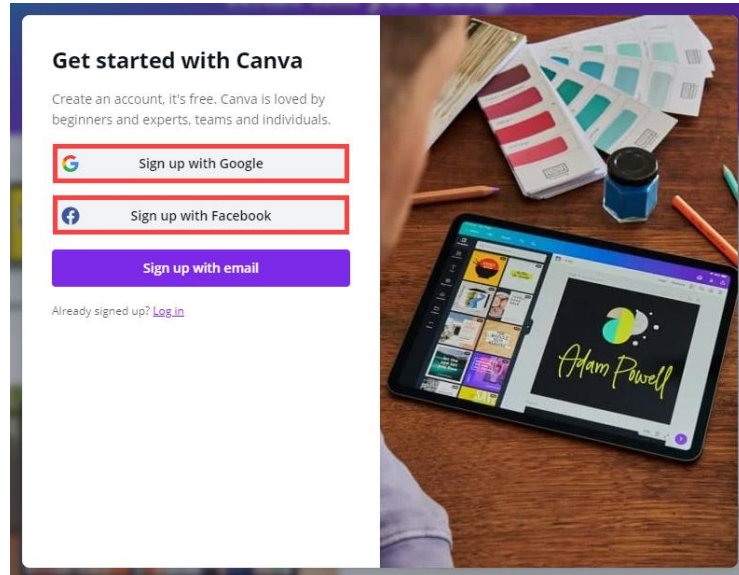 Get started with Canva
Create an account, it's free. Canva is loved by
beginners and experts, teams and individuals.
Sign up with Google
Sign up with Facebook
Sign up with email
Already signed up? Log in
Adam Powell